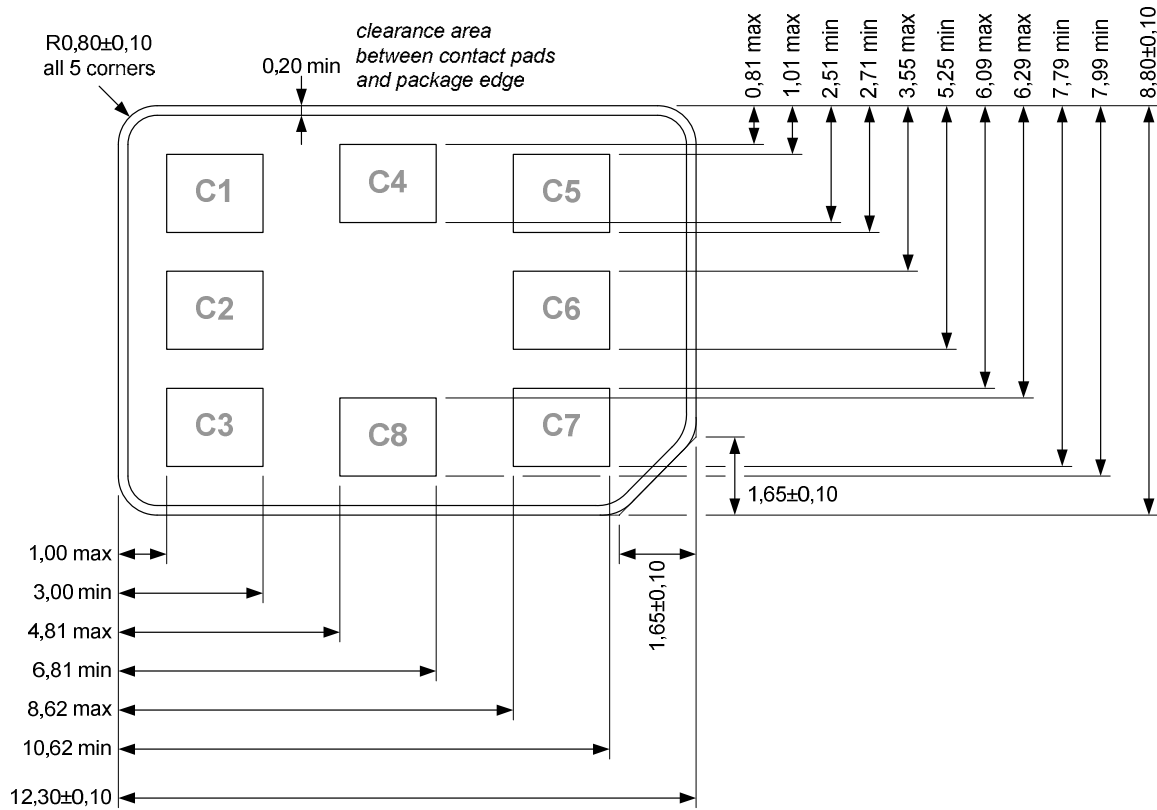 R0,80±0,10
all 5 corners
0,20 min
clearance area
between contact pads
and package edge
0,81 max
1,01 max
2,51 min
2,71 min
3,55 max
5,25 min
6,09 max
6,29 max
7,79 min
7,99 min
8,80±0,10
C1
C4
C5
C2
C6
C3
C8
C7
1,65±0,10
1,65±0,10
1,00 max
3,00 min
4,81 max
6,81 min
8,62 max
10,62 min
12,30±0,10